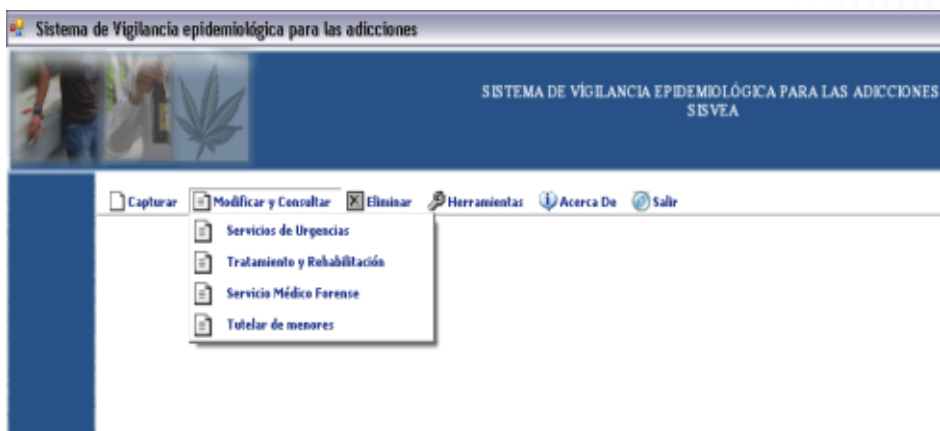 Sistema de Vigilancia epidemiológica para las adicciones
SISTEMA DE VÍGILANCIA EPIDEMIOLÓGICA PARA LAS ADICCIONES
SISVEA
Capturar Modificar y Consultar Eliminar Herramientas Acerca De Salir
Servicios de Urgencias
Tratamiento y Rehabilitación
Servicio Médico Forense
Tutelar de menores